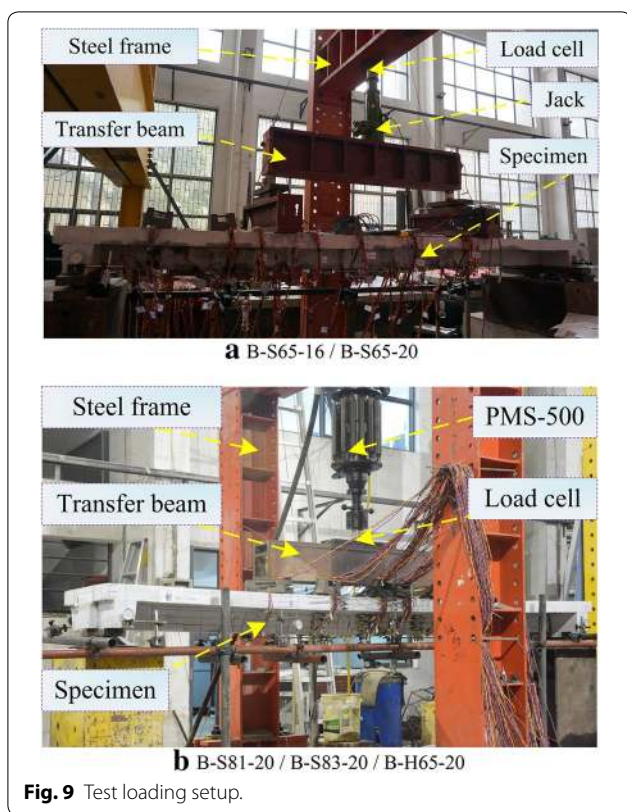 Steel frame
Load cell
Jack
Transfer beam
Specimen
a B-S65-16 / B-S65-20
Steel frame
PMS-500
Transfer beam
Load cell
Specimen
b B-S81-20 / B-S83-20 / B-H65-20
Fig. 9 Test loading setup.